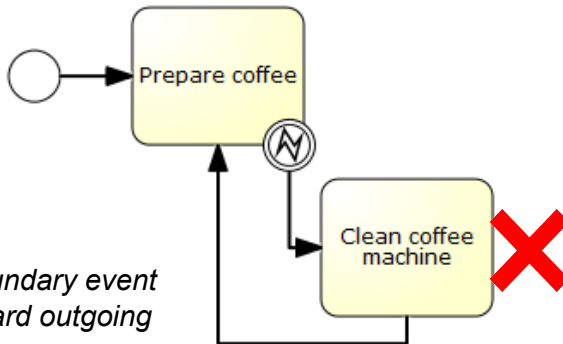 Prepare coffee
Clean coffee
machine
undary event
ard outgoing